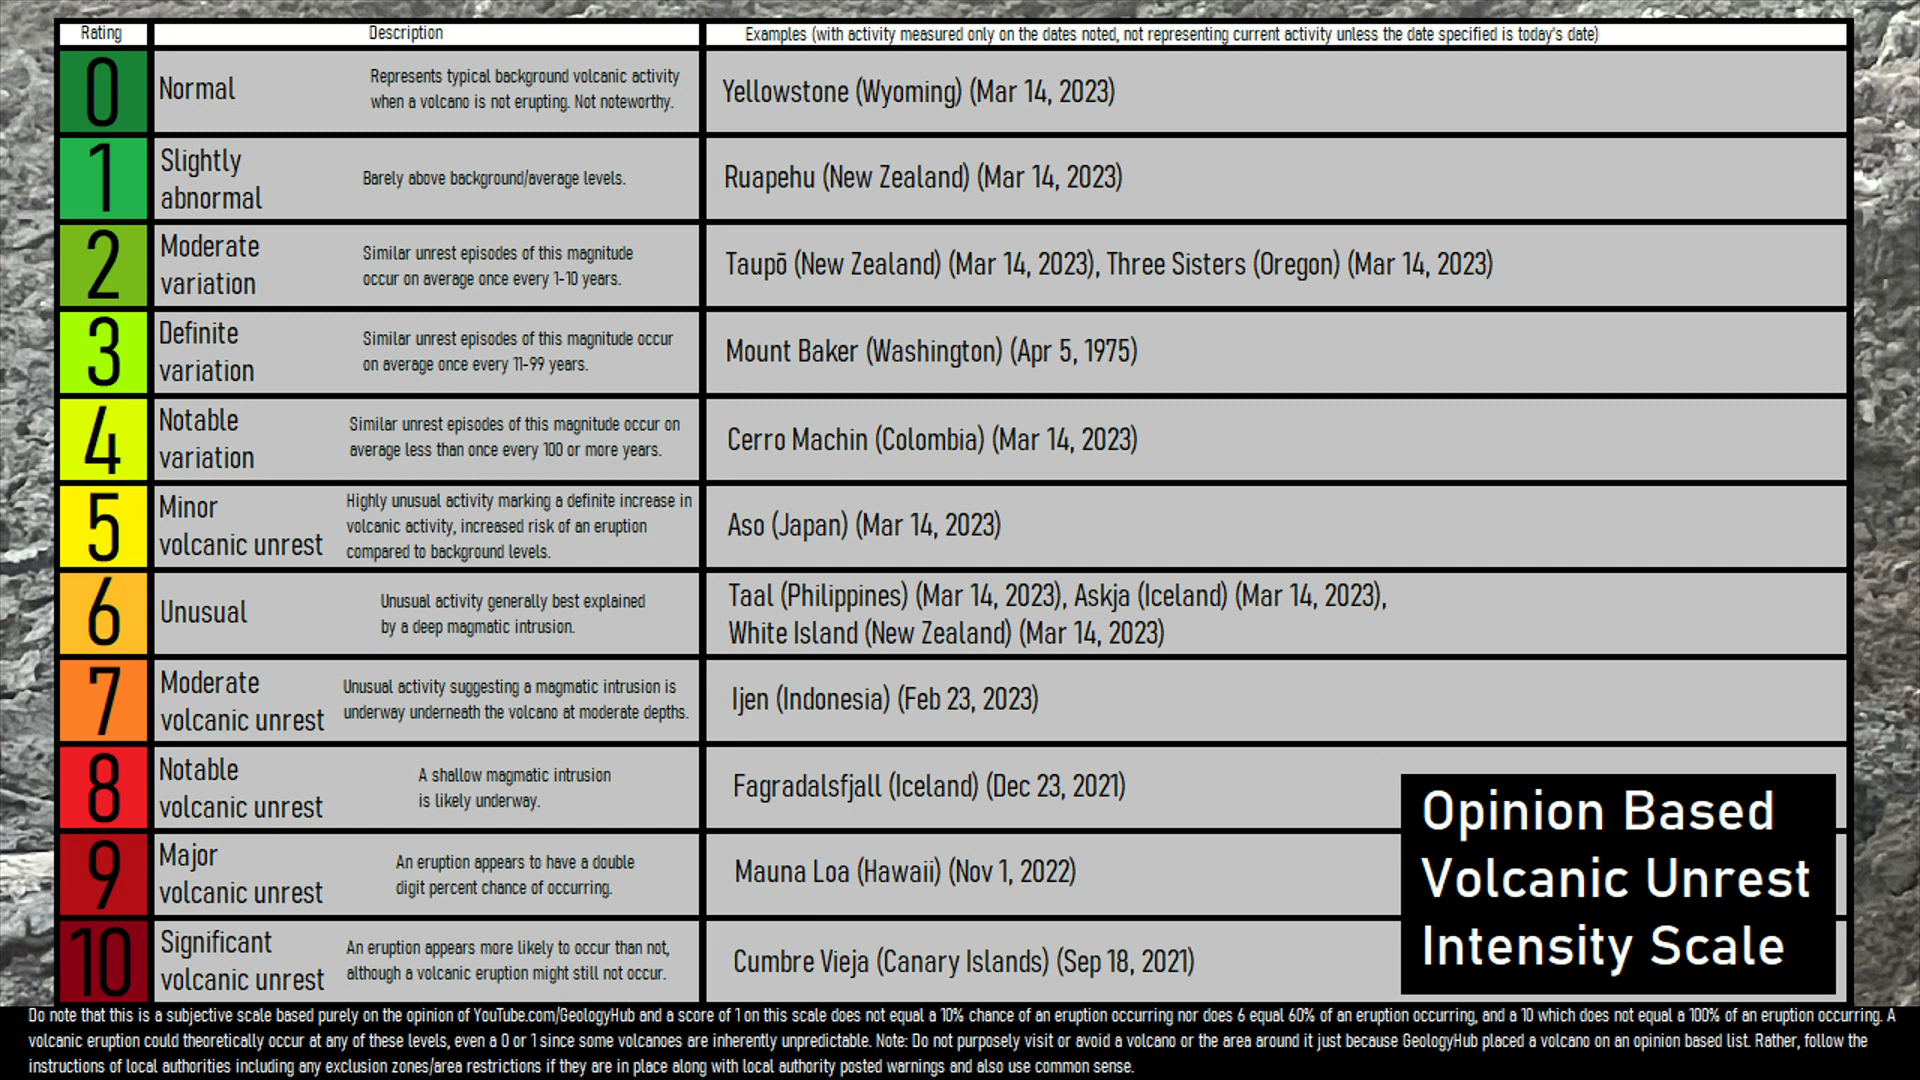 Rating Description Examples (with activity measured only on the dates noted, not representing current activity unless the date specified is today's date)
0 Normal
Represents typical background volcanic activity
when a volcano is not erupting. Not noteworthy.
Yellowstone (Wyoming) (Mar 14, 2023)
1 Slightly
abnormal
Barely above background/average levels.
Ruapehu (New Zealand) (Mar 14, 2023)
2 Moderate
variation
Similar unrest episodes of this magnitude
occur on average once every 1-10 years.
Taupō (New Zealand) (Mar 14, 2023), Three Sisters (Oregon) (Mar 14, 2023)
3 Definite
variation
Similar unrest episodes of this magnitude occur
on average once every 11-99 years.
Mount Baker (Washington) (Apr 5, 1975)
4 Notable
variation
Similar unrest episodes of this magnitude occur on
average less than once every 100 or more years.
Cerro Machin (Colombia) (Mar 14, 2023)
5 Minor
volcanic unrest
Highly unusual activity marking a definite increase in
volcanic activity, increased risk of an eruption
compared to background levels.
Aso (Japan) (Mar 14, 2023)
6 Unusual
Unusual activity generally best explained
by a deep magmatic intrusion.
Taal (Philippines) (Mar 14, 2023), Askja (Iceland) (Mar 14, 2023),
White Island (New Zealand) (Mar 14, 2023)
7 Moderate
volcanic unrest
Unusual activity suggesting a magmatic intrusion is
underway underneath the volcano at moderate depths.
Ijen (Indonesia) (Feb 23, 2023)
8 Notable
volcanic unrest
A shallow magmatic intrusion
is likely underway.
Fagradalsfjall (Iceland) (Dec 23, 2021)
9 Major
volcanic unrest
An eruption appears to have a double
digit percent chance of occurring.
Mauna Loa (Hawaii) (Nov 1, 2022)
10 Significant
volcanic unrest
An eruption appears more likely to occur than not,
although a volcanic eruption might still not occur.
Cumbre Vieja (Canary Islands) (Sep 18, 2021)
Opinion Based
Volcanic Unrest
Intensity Scale
Do note that this is a subjective scale based purely on the opinion of YouTube.com/GeologyHub and a score of 1 on this scale does not equal a 10% chance of an eruption occurring nor does 6 equal 60% of an eruption occurring, and a 10 which does not equal a 100% of an eruption occurring. A
volcanic eruption could theoretically occur at any of these levels, even a 0 or 1 since some volcanoes are inherently unpredictable. Note: Do not purposely visit or avoid a volcano or the area around it just because GeologyHub placed a volcano on an opinion based list. Rather, follow the
instructions of local authorities including any exclusion zones/area restrictions if they are in place along with local authority posted warnings and also use common sense.